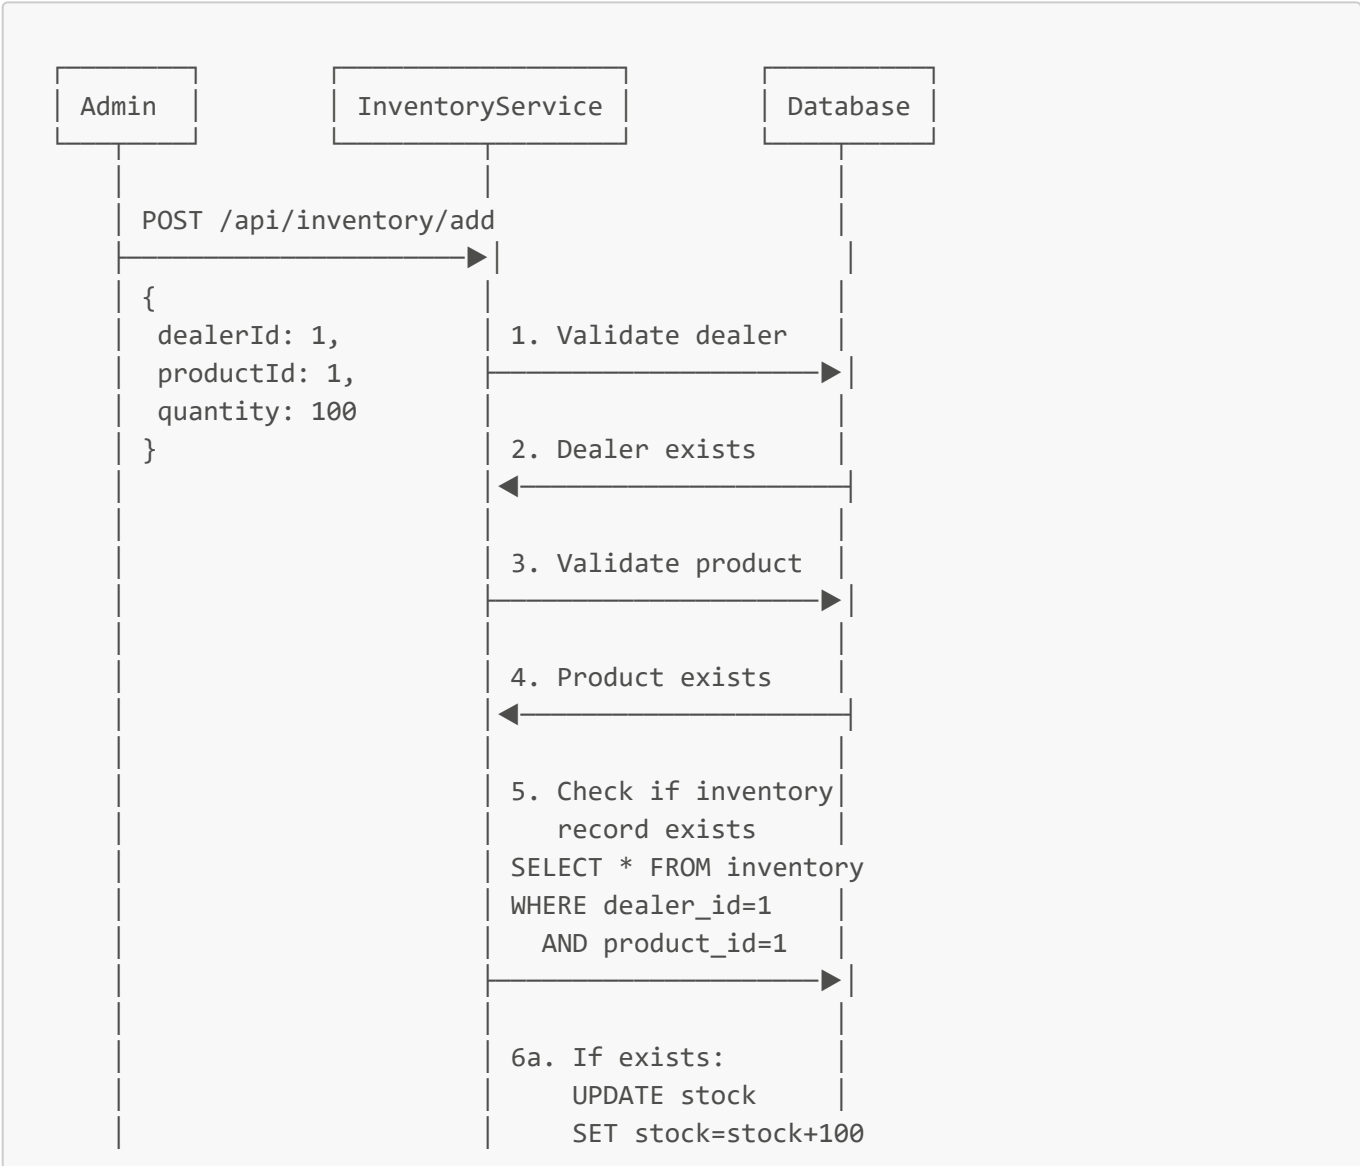 Admin InventoryService Database
POST /api/inventory/add
{
dealerId: 1, 1. Validate dealer
productId: 1,
quantity: 100
} 2. Dealer exists
3. Validate product
4. Product exists
5. Check if inventory
record exists
SELECT * FROM inventory
WHERE dealer_id=1
AND product_id=1
6a. If exists:
UPDATE stock
SET stock=stock+100